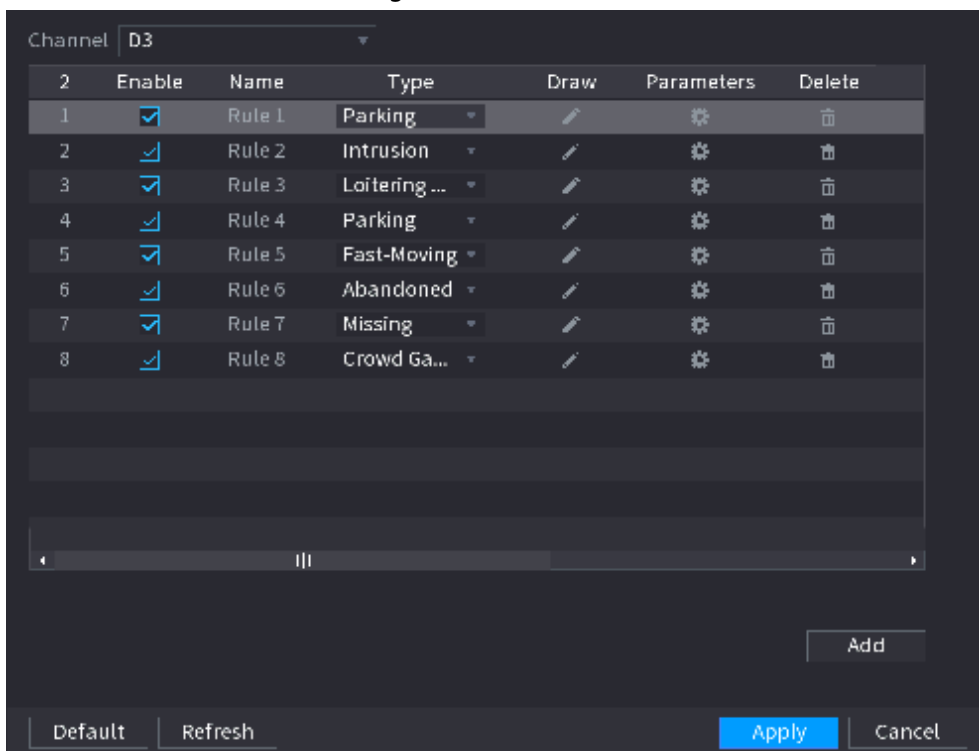 Channel D3
2 Enable Name Type Draw Parameters Delete
1 Rule 1 Parking
2 Rule 2 Intrusion
3 Rule 3 Loitering ...
4 Rule 4 Parking
5 Rule 5 Fast-Moving
6 Rule 6 Abandoned
7 Rule 7 Missing
8 Rule 8 Crowd Ga...
Add
Default Refresh Apply Cancel